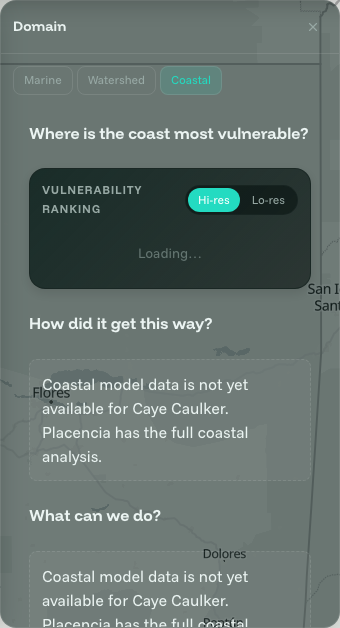 Domain
Marine
Watershed
Coastal
Where is the coast most vulnerable?
VULNERABILITY
RANKING
Hi-res
Lo-res
Loading...
San I
Sant
How did it get this way?
Flores
Coastal model data is not yet
available for Caye Caulker.
Placencia has the full coastal
analysis.
What can we do?
Dolores
Coastal model data is not yet
available for Caye Caulker.
Placencia has the full coastal